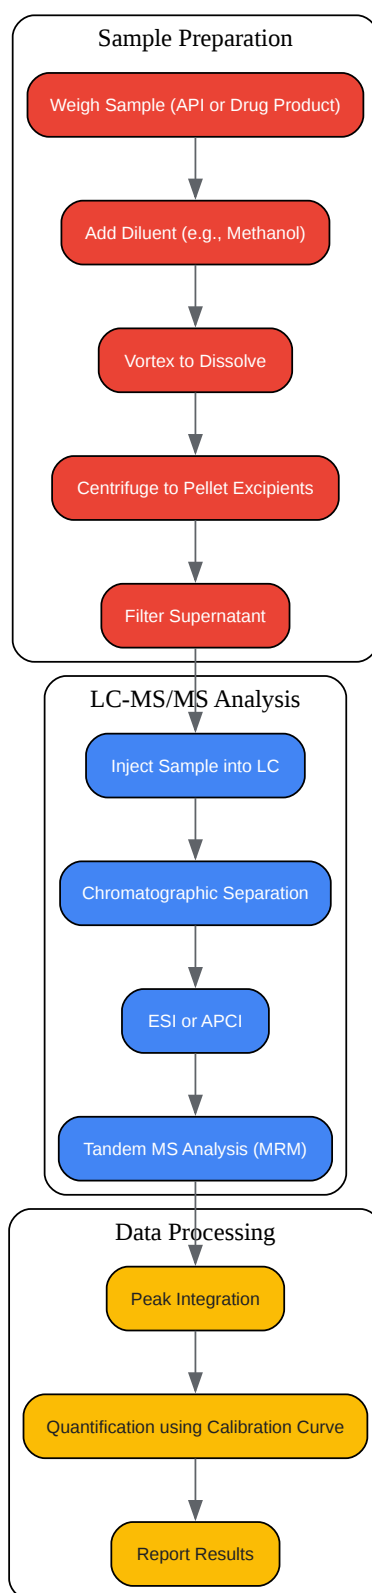 Sample Preparation
Weigh Sample (API or Drug Product)
Add Diluent (e.g., Methanol)
Vortex to Dissolve
Centrifuge to Pellet Excipients
Filter Supernatant
LC-MS/MS Analysis
Inject Sample into LC
Chromatographic Separation
ESI or APCI
Tandem MS Analysis (MRM)
Data Processing
Peak Integration
Quantification using Calibration Curve
Report Results